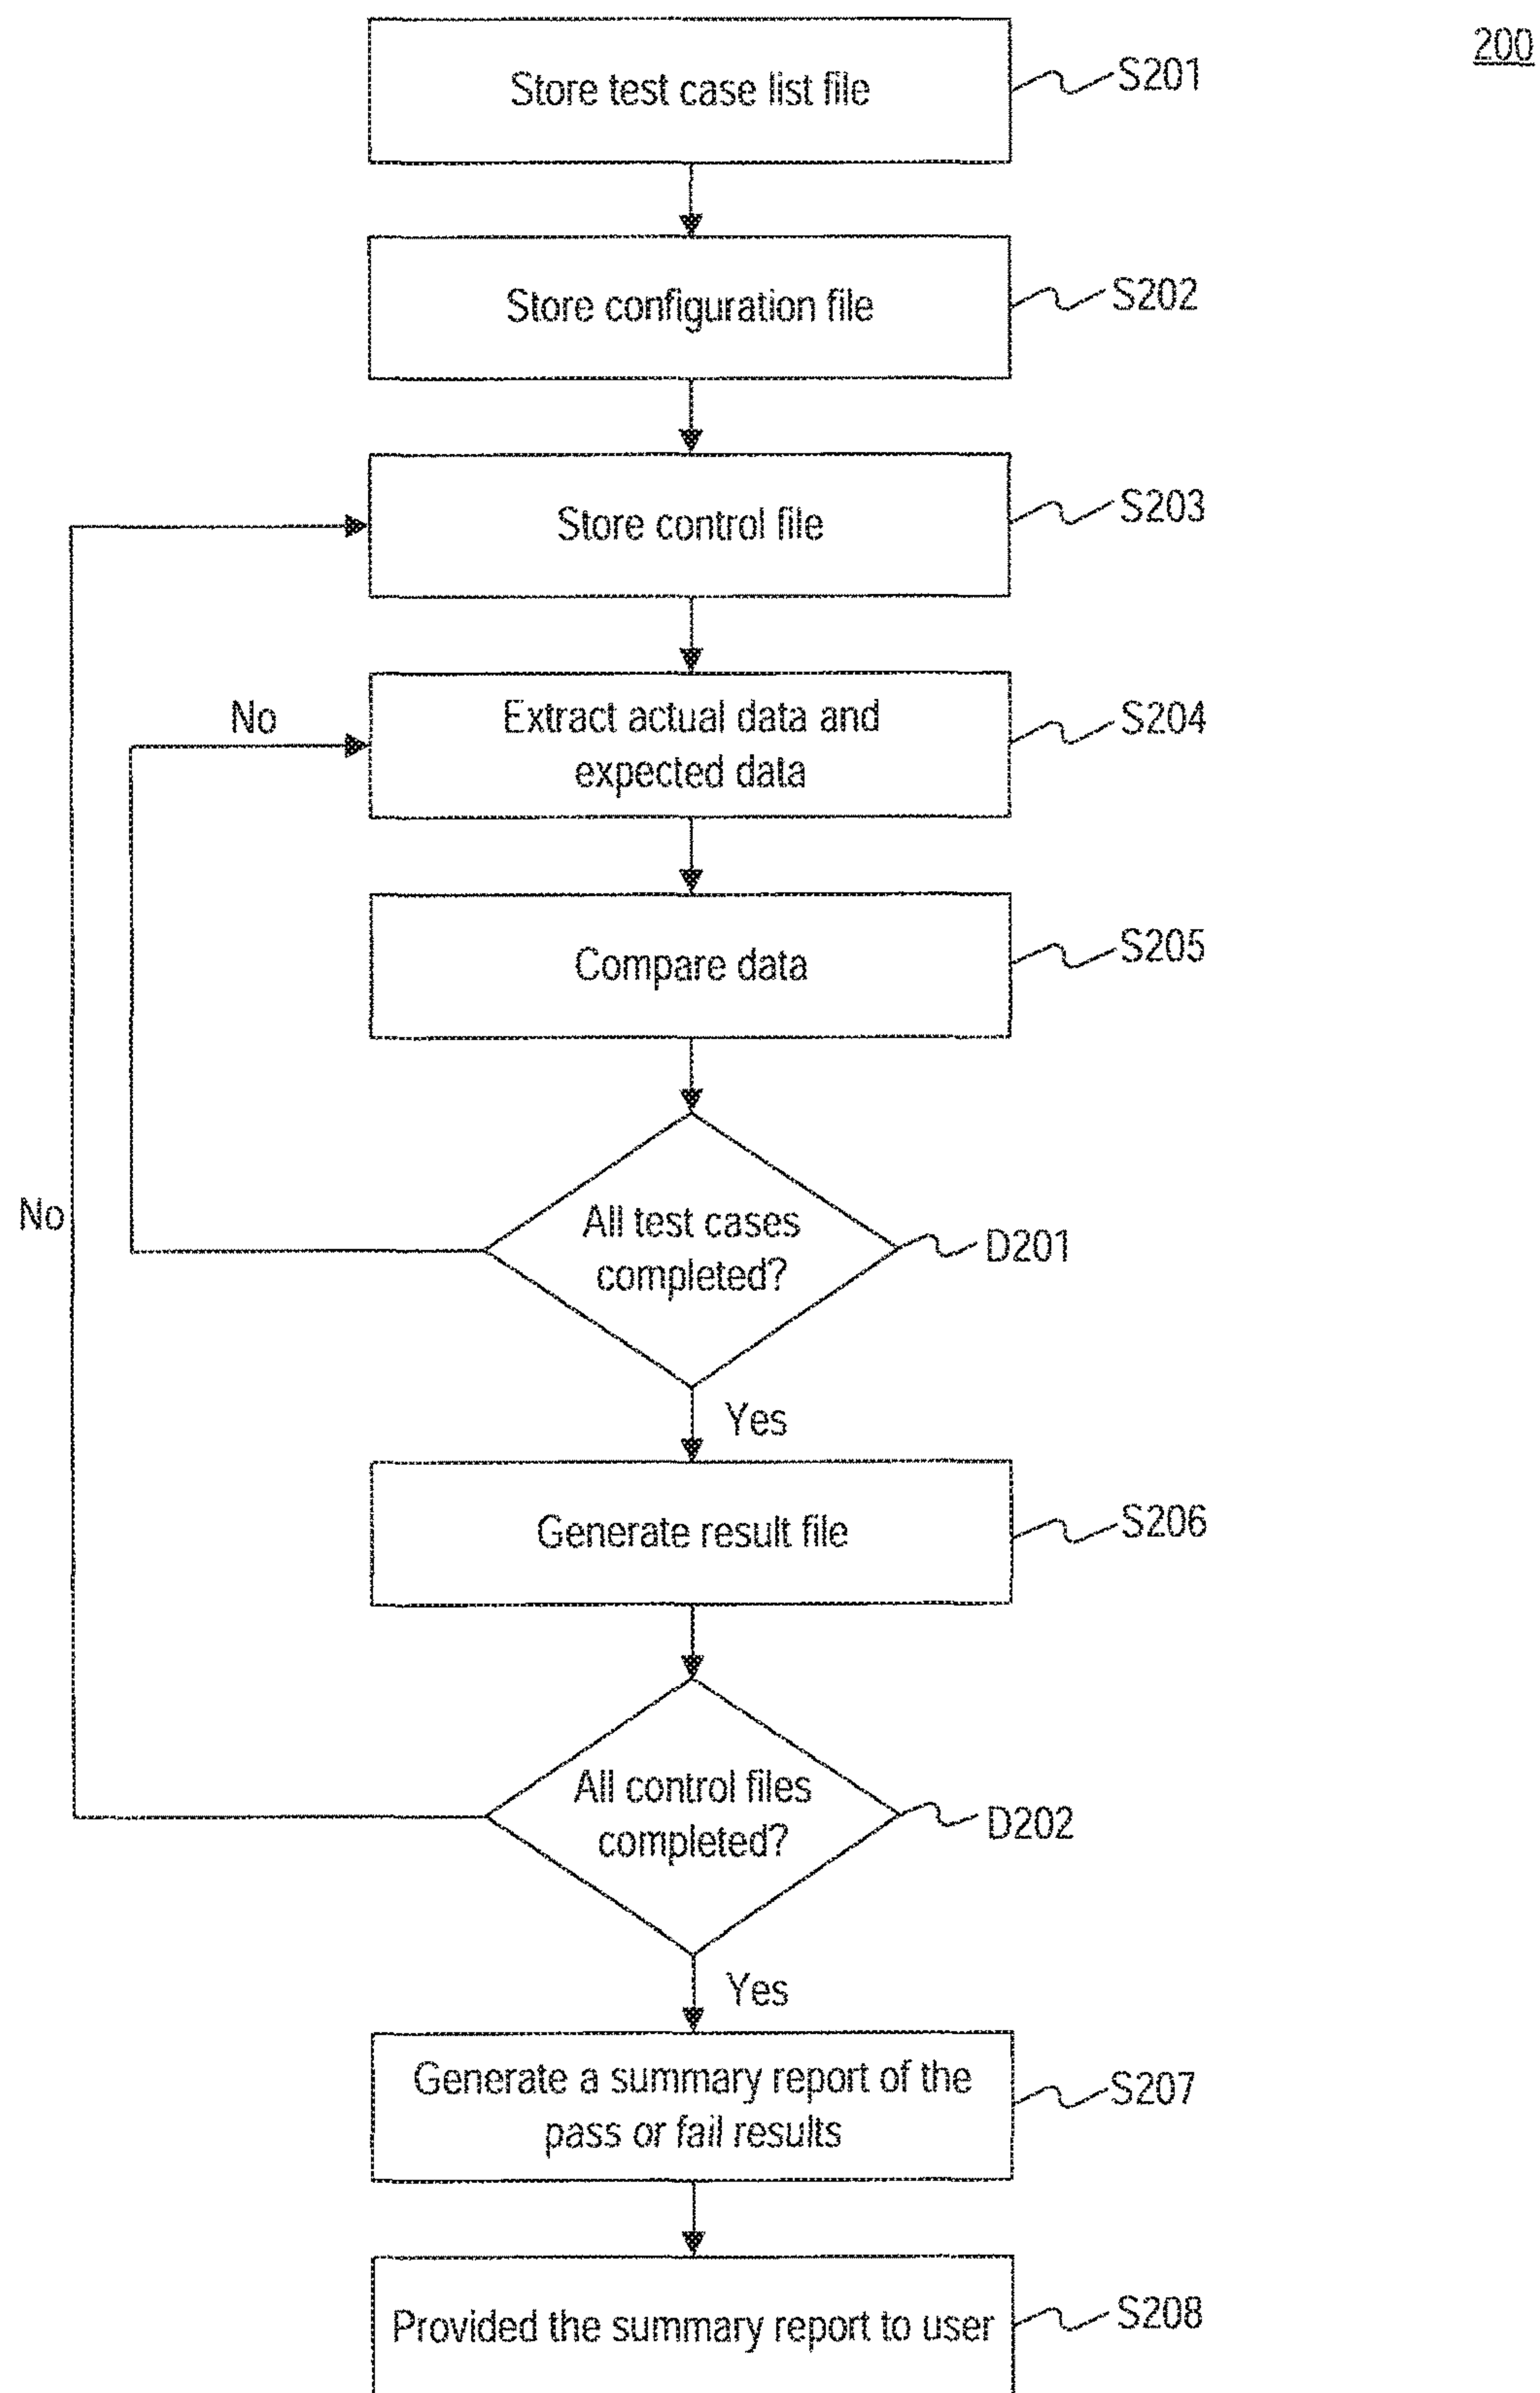 200
Store test case list file
S201
Store configuration file
S202
Store control file
S203
No
Extract actual data and
expected data
S204
Compare data
S205
No
All test cases
completed?
D201
Yes
Generate result file
S206
All control files
completed?
D202
Yes
Generate a summary report of the
pass or fail results
S207
Provided the summary report to user
S208